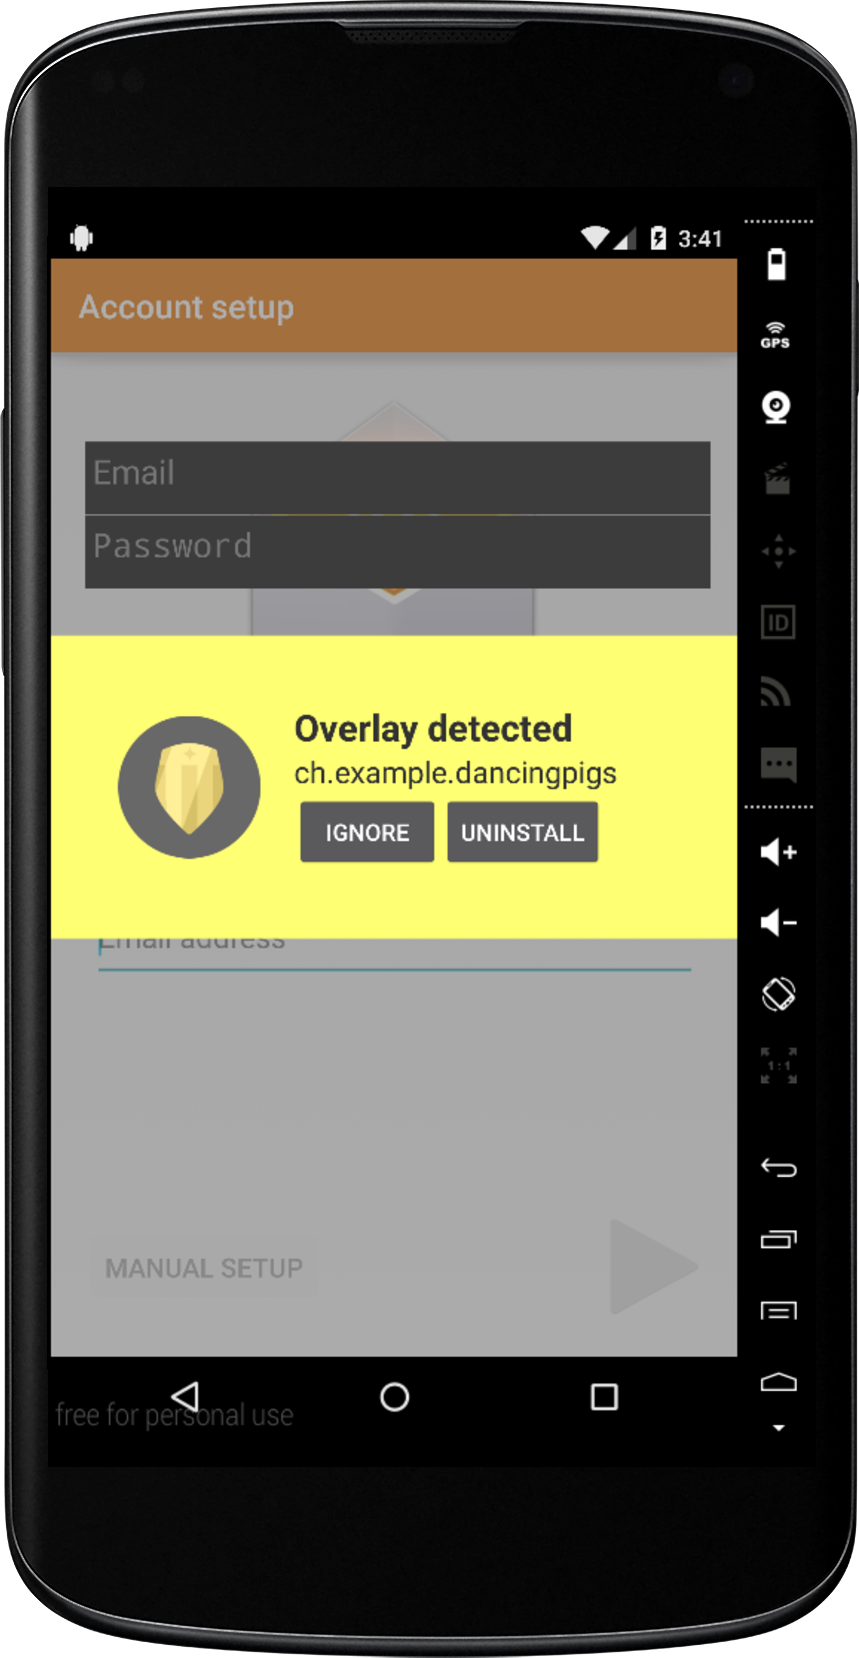 3:41
Account setup
GPS
Email
Password
ID
Overlay detected
ch.example.dancingpigs
IGNORE UNINSTALL
Email address
1:1
MANUAL SETUP
free for personal use